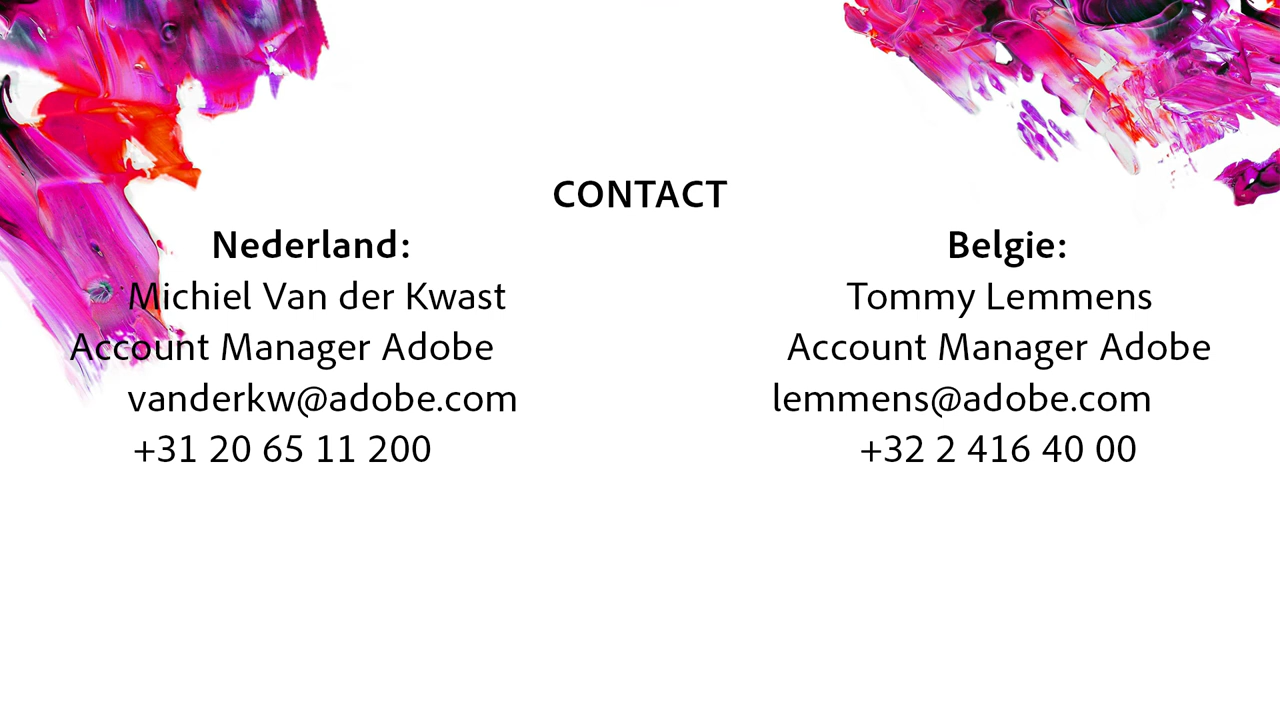 CONTACT
Nederland:
Michiel Van der Kwast
Account Manager Adobe
vanderkw@adobe.com
+31 20 65 11 200
Belgie:
Tommy Lemmens
Account Manager Adobe
lemmens@adobe.com
+32 2 416 40 00